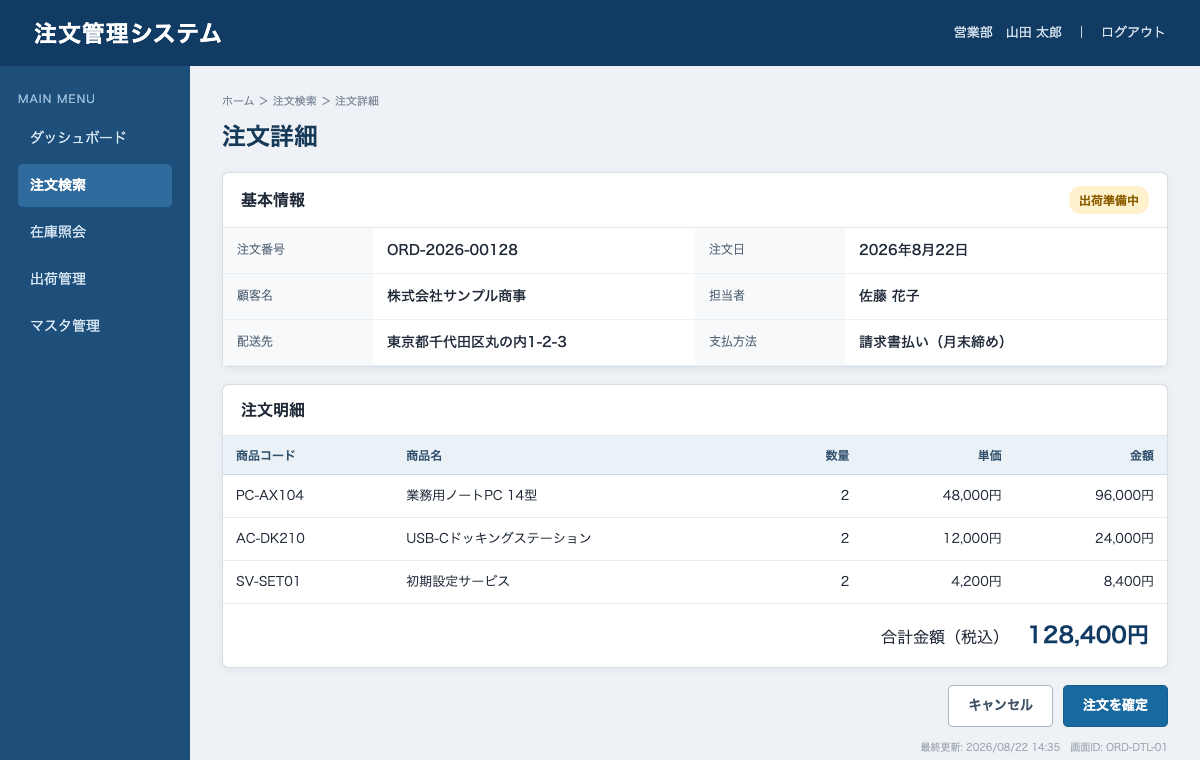 注文管理システム
営業部 山田 太郎 | ログアウト
MAIN MENU
ダッシュボード
注文検索
在庫照会
出荷管理
マスタ管理
ホーム > 注文検索 > 注文詳細
注文詳細
基本情報 出荷準備中
注文番号 ORD-2026-00128 注文日 2026年8月22日
顧客名 株式会社サンプル商事 担当者 佐藤 花子
配送先 東京都千代田区丸の内1-2-3 支払方法 請求書払い（月末締め）
注文明細
商品コード 商品名 数量 単価 金額
PC-AX104 業務用ノートPC 14型 2 48,000円 96,000円
AC-DK210 USB-Cドッキングステーション 2 12,000円 24,000円
SV-SET01 初期設定サービス 2 4,200円 8,400円
合計金額（税込） 128,400円
キャンセル 注文を確定
最終更新: 2026/08/22 14:35 画面ID: ORD-DTL-01